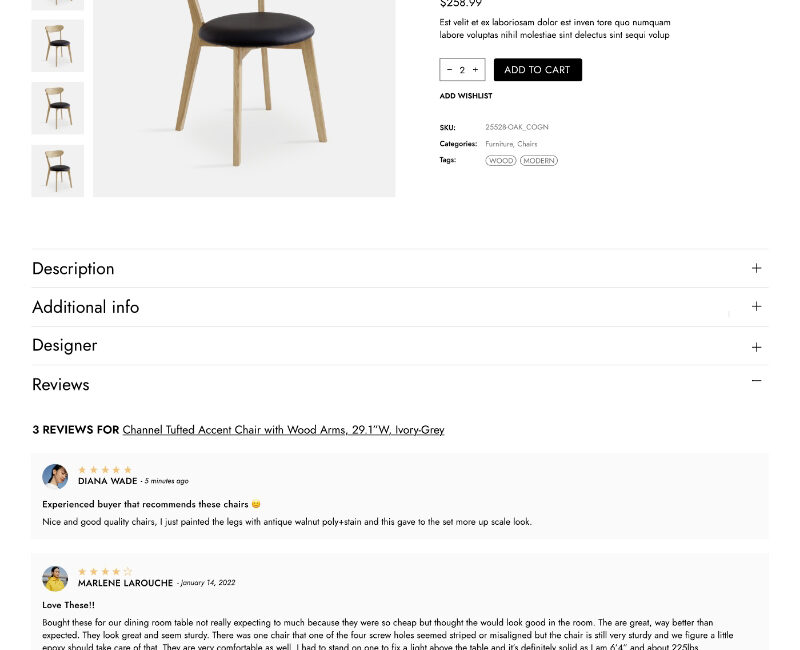 $258.99
Est velit et ex laboriosam dolor est inven tore quo numquam
labore voluptas nihil molestiae sint delectus sint sequi volup
− 2 +
ADD TO CART
ADD WISHLIST
SKU: 25528-OAK_COGN
Categories: Furniture, Chairs
Tags: WOOD MODERN
Description
Additional info
Designer
Reviews
3 REVIEWS FOR Channel Tufted Accent Chair with Wood Arms, 29.1"W, Ivory-Grey
DIANA WADE - 5 minutes ago
Experienced buyer that recommends these chairs 😊
Nice and good quality chairs, I just painted the legs with antique walnut poly+stain and this gave to the set more up scale look.
MARLENE LAROUCHE - January 14, 2022
Love These!!
Bought these for our dining room table not really expecting to much because they were so cheap but thought the would look good in the room. The are great, way better than
expected. They look great and seem sturdy. There was one chair that one of the four screw holes seemed striped or misaligned but the chair is still very sturdy and we figure a little
epoxy should take care of that. They are very comfortable as well. I had to stand on one to fix a light above the table and it's definitely solid as I am 6'4" and about 225lbs